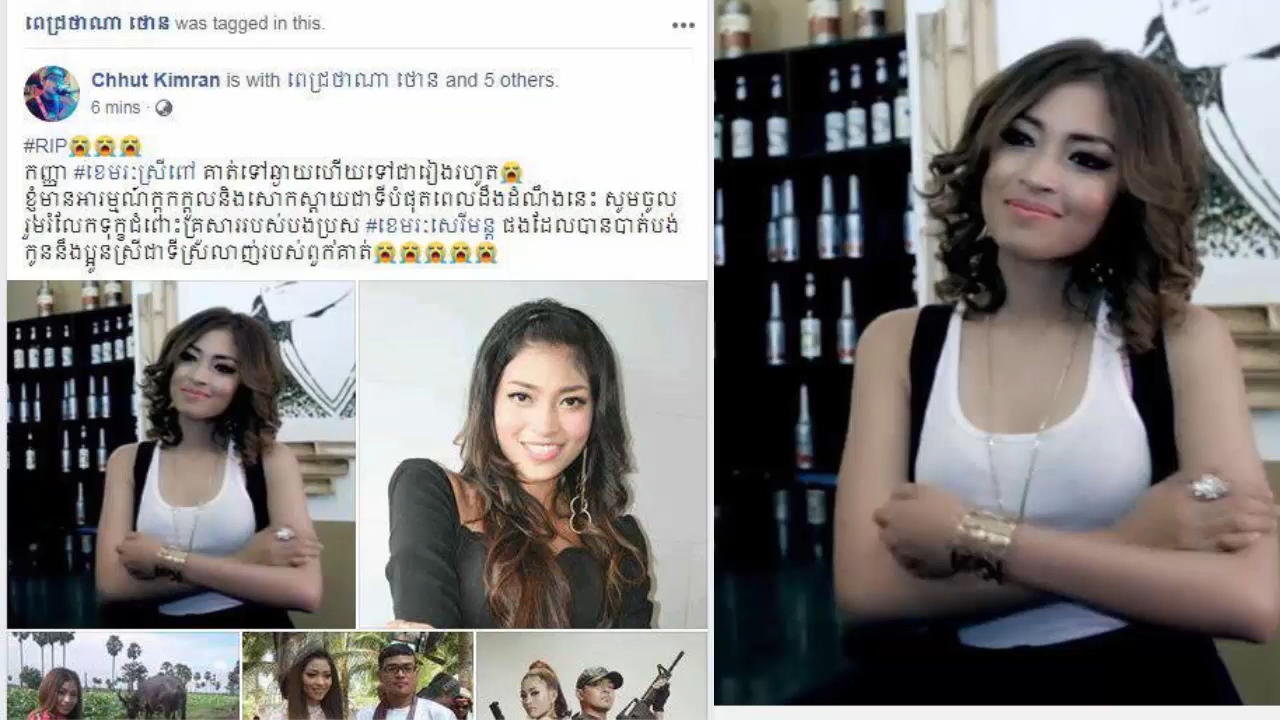 ពេជ្រថាណា ថោន was tagged in this.
Chhut Kimran is with ពេជ្រថាណា ថោន and 5 others.
6 mins ·
#RIP😭😭😭
កញ្ញា #ខេមរៈស្រីពៅ គាត់ទៅឆ្ងាយហើយទៅជារៀងរហូត😭
ខ្ញុំមានអារម្មណ៍ក្តុកក្តួលនិងសោកស្តាយជាទីបំផុតពេលដឹងដំណឹងនេះ សូមចូល
រួមរំលែកទុក្ខជំពោះគ្រសាររបស់បងប្រុស #ខេមរៈសេរីមន្ត ផងដែលបានបាត់បង់
កូននឹងប្អូនស្រីជាទីស្រលាញ់របស់ពួកគាត់😭😭😭😭😭